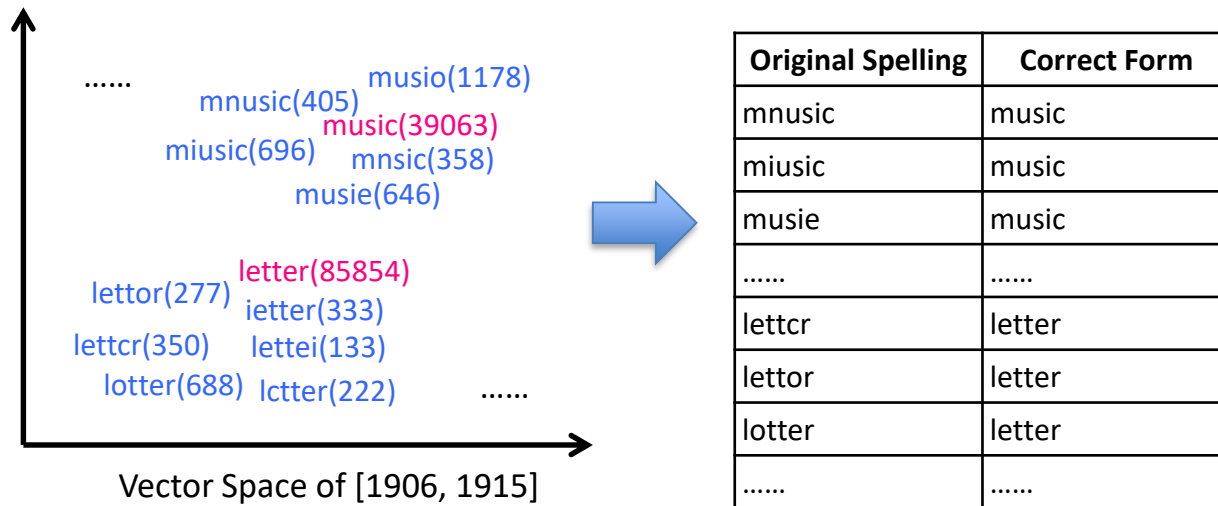 ......
musio(1178)
mnusic(405)
music(39063)
miusic(696)
mnsic(358)
musie(646)
letter(85854)
lettor(277)
ietter(333)
lettcr(350)
lettei(133)
lotter(688)
lctter(222)
......
Vector Space of [1906, 1915]
Original Spelling Correct Form
mnusic music
miusic music
musie music
...... ......
lettcr letter
lettor letter
lotter letter
...... ......